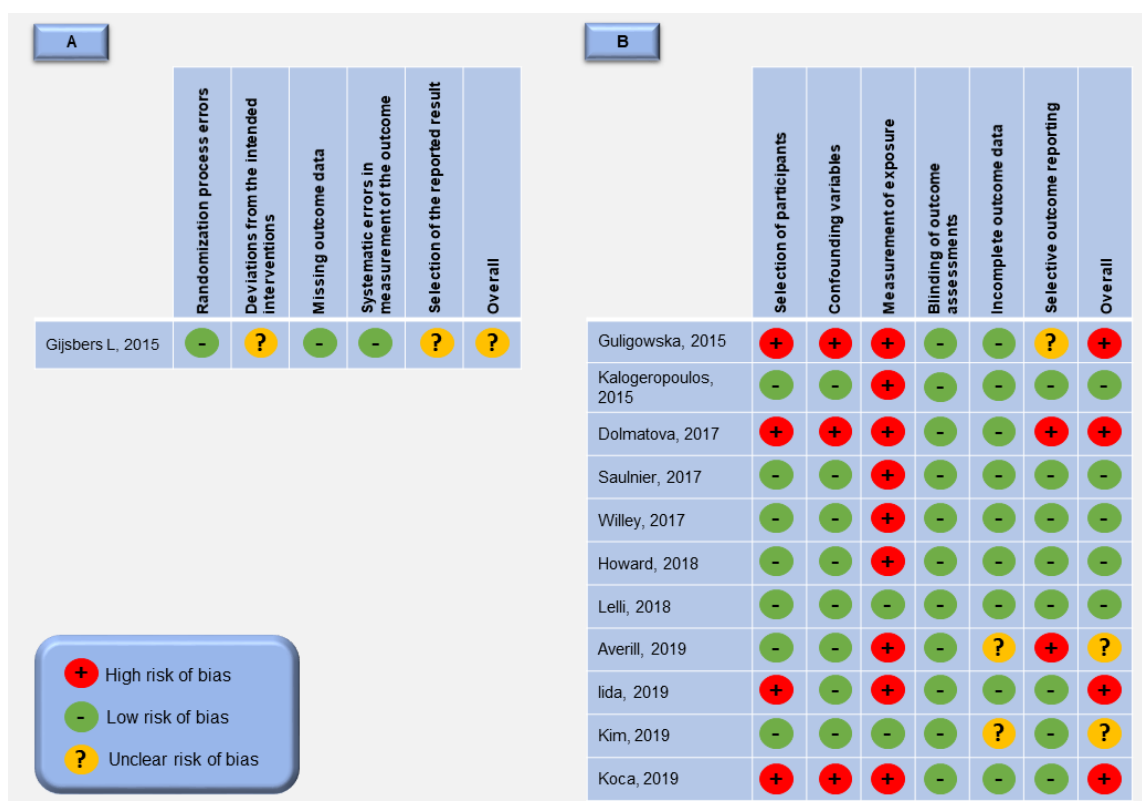 A
Randomization process errors
Deviations from the intended
interventions
Missing outcome data
Systematic errors in
measurement of the outcome
Selection of the reported result
Overall
Gijsbers L, 2015 - ? - - ? ?
+ High risk of bias
- Low risk of bias
? Unclear risk of bias
B
Selection of participants
Confounding variables
Measurement of exposure
Blinding of outcome
assessments
Incomplete outcome data
Selective outcome reporting
Overall
Guligowska, 2015 + + + - - ? +
Kalogeropoulos,
2015 - - + - - - -
Dolmatova, 2017 + + + - - + +
Saulnier, 2017 - - + - - - -
Willey, 2017 - - + - - - -
Howard, 2018 - - + - - - -
Lelli, 2018 - - - - - - -
Averill, 2019 - - + - ? + ?
Iida, 2019 + - + - - - +
Kim, 2019 - - - - ? - ?
Koca, 2019 + + + - - - +